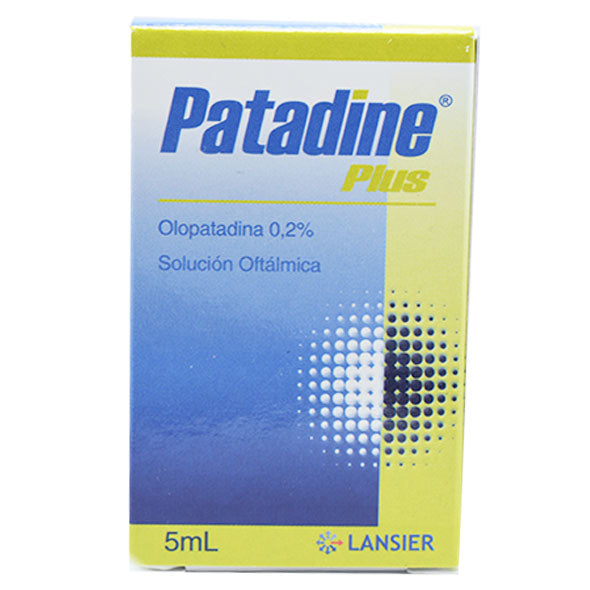 Patadine®
Plus
Olopatadina 0,2%
Solución Oftálmica
5mL
LANSIER